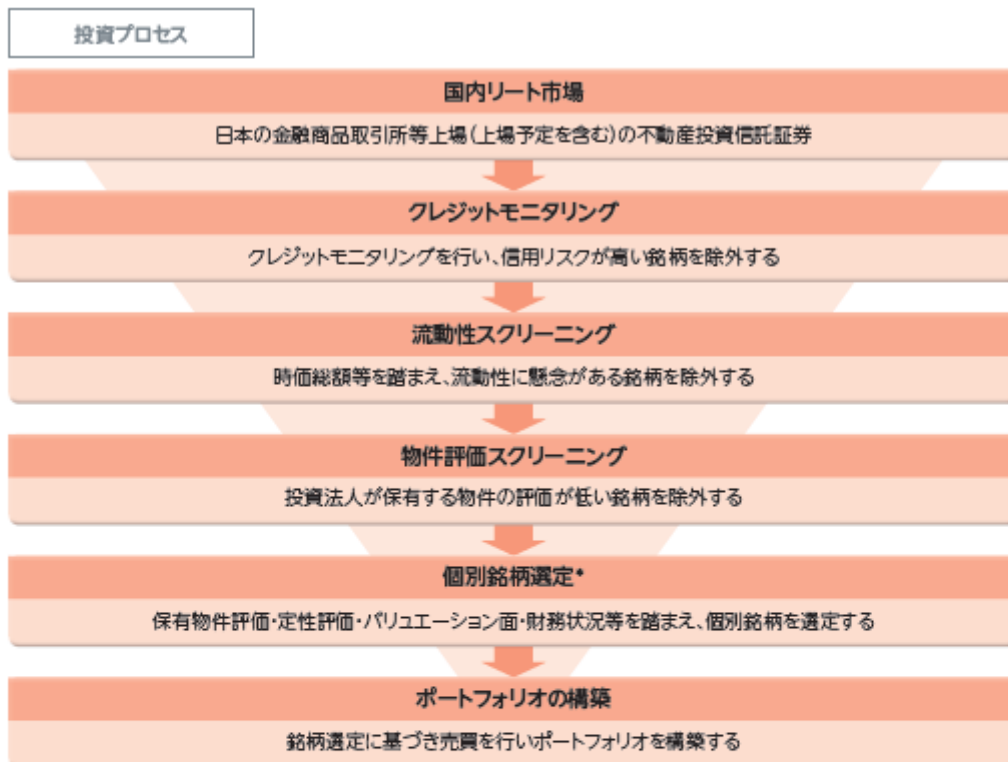 投資プロセス
国内リート市場
日本の金融商品取引所等上場(上場予定を含む)の不動産投資信託証券
クレジットモニタリング
クレジットモニタリングを行い、信用リスクが高い銘柄を除外する
流動性スクリーニング
時価総額等を踏まえ、流動性に懸念がある銘柄を除外する
物件評価スクリーニング
投資法人が保有する物件の評価が低い銘柄を除外する
個別銘柄選定*
保有物件評価・定性評価・バリュエーション面・財務状況等を踏まえ、個別銘柄を選定する
ポートフォリオの構築
銘柄選定に基づき売買を行いポートフォリオを構築する